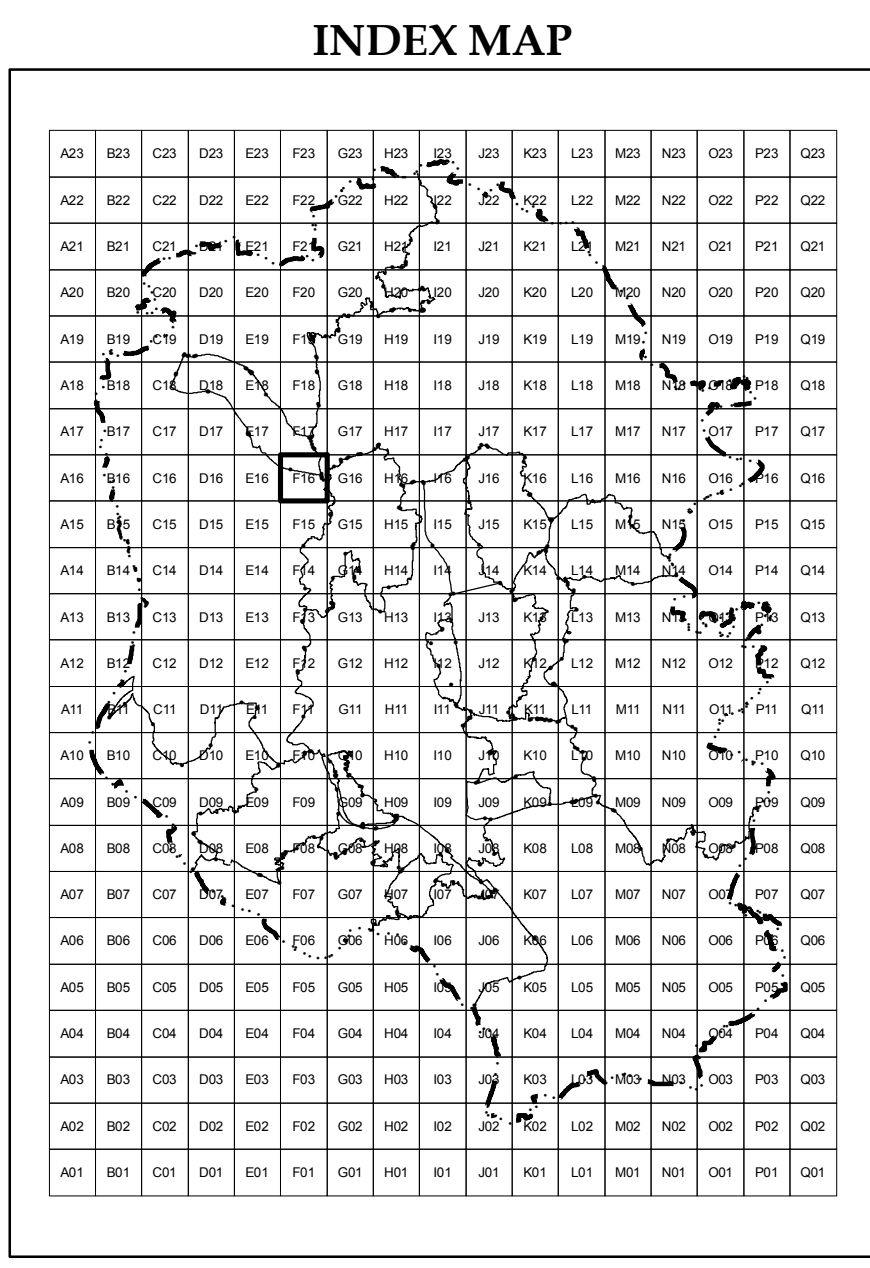 INDEX MAP
A23 B23 C23 D23 E23 F23 G23 H23 I23 J23 K23 L23 M23 N23 O23 P23 Q23
A22 B22 C22 D22 E22 F22 G22 H22 I22 J22 K22 L22 M22 N22 O22 P22 Q22
A21 B21 C21 D21 E21 F21 G21 H21 I21 J21 K21 L21 M21 N21 O21 P21 Q21
A20 B20 C20 D20 E20 F20 G20 H20 I20 J20 K20 L20 M20 N20 O20 P20 Q20
A19 B19 C19 D19 E19 F19 G19 H19 I19 J19 K19 L19 M19 N19 O19 P19 Q19
A18 B18 C18 D18 E18 F18 G18 H18 I18 J18 K18 L18 M18 N18 O18 P18 Q18
A17 B17 C17 D17 E17 F17 G17 H17 I17 J17 K17 L17 M17 N17 O17 P17 Q17
A16 B16 C16 D16 E16 F16 G16 H16 I16 J16 K16 L16 M16 N16 O16 P16 Q16
A15 B15 C15 D15 E15 F15 G15 H15 I15 J15 K15 L15 M15 N15 O15 P15 Q15
A14 B14 C14 D14 E14 F14 G14 H14 I14 J14 K14 L14 M14 N14 O14 P14 Q14
A13 B13 C13 D13 E13 F13 G13 H13 I13 J13 K13 L13 M13 N13 O13 P13 Q13
A12 B12 C12 D12 E12 F12 G12 H12 I12 J12 K12 L12 M12 N12 O12 P12 Q12
A11 B11 C11 D11 E11 F11 G11 H11 I11 J11 K11 L11 M11 N11 O11 P11 Q11
A10 B10 C10 D10 E10 F10 G10 H10 I10 J10 K10 L10 M10 N10 O10 P10 Q10
A09 B09 C09 D09 E09 F09 G09 H09 I09 J09 K09 L09 M09 N09 O09 P09 Q09
A08 B08 C08 D08 E08 F08 G08 H08 I08 J08 K08 L08 M08 N08 O08 P08 Q08
A07 B07 C07 D07 E07 F07 G07 H07 I07 J07 K07 L07 M07 N07 O07 P07 Q07
A06 B06 C06 D06 E06 F06 G06 H06 I06 J06 K06 L06 M06 N06 O06 P06 Q06
A05 B05 C05 D05 E05 F05 G05 H05 I05 J05 K05 L05 M05 N05 O05 P05 Q05
A04 B04 C04 D04 E04 F04 G04 H04 I04 J04 K04 L04 M04 N04 O04 P04 Q04
A03 B03 C03 D03 E03 F03 G03 H03 I03 J03 K03 L03 M03 N03 O03 P03 Q03
A02 B02 C02 D02 E02 F02 G02 H02 I02 J02 K02 L02 M02 N02 O02 P02 Q02
A01 B01 C01 D01 E01 F01 G01 H01 I01 J01 K01 L01 M01 N01 O01 P01 Q01